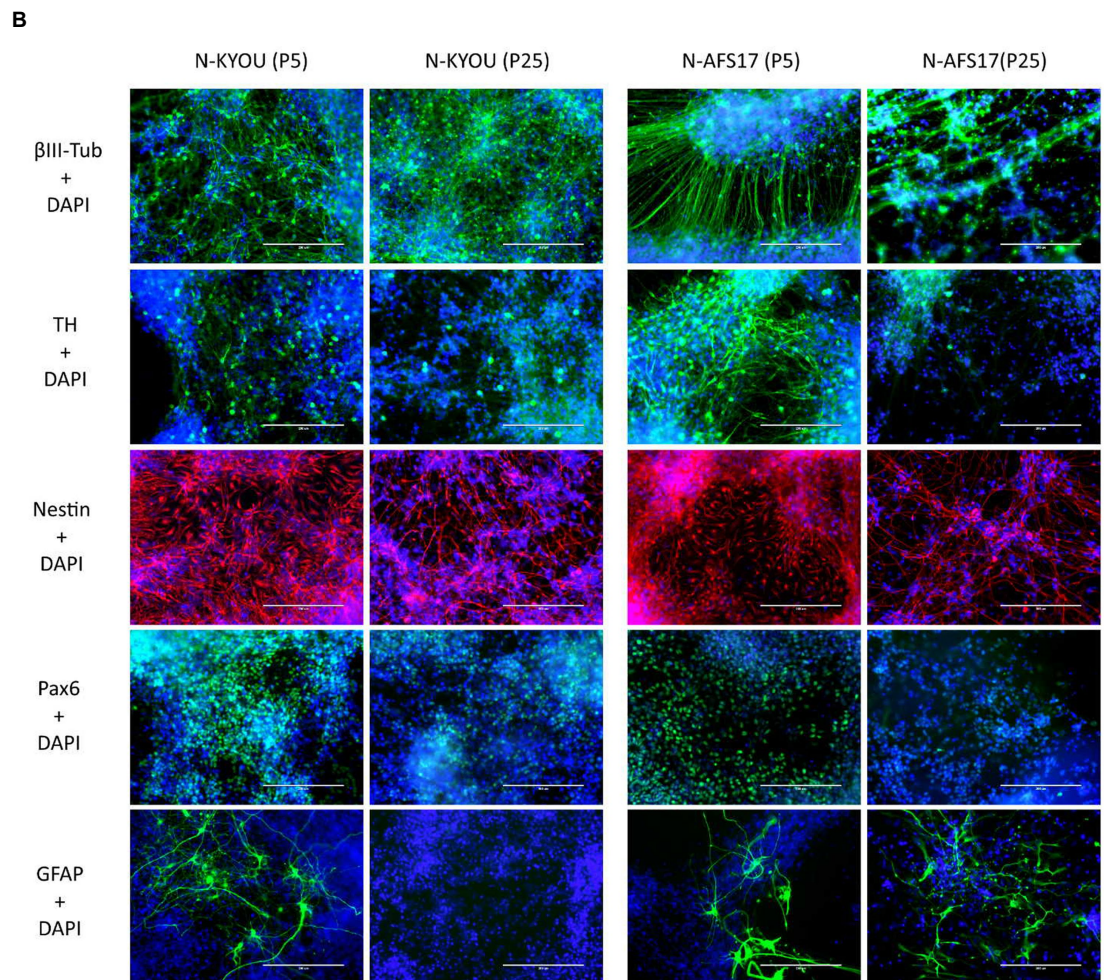 B
N-KYOU (P5)
N-KYOU (P25)
N-AFS17 (P5)
N-AFS17(P25)
βIII-Tub
+
DAPI
TH
+
DAPI
Nestin
+
DAPI
Pax6
+
DAPI
GFAP
+
DAPI